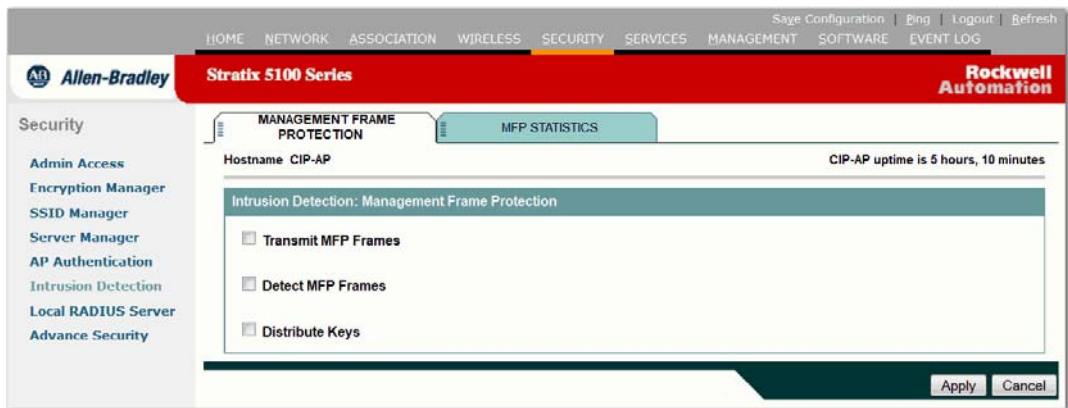 Save Configuration | Ping | Logout | Refresh
HOME NETWORK ASSOCIATION WIRELESS SECURITY SERVICES MANAGEMENT SOFTWARE EVENT LOG
AB Allen-Bradley Stratix 5100 Series Rockwell
Automation
Security
MANAGEMENT FRAME
PROTECTION
MFP STATISTICS
Hostname CIP-AP CIP-AP uptime is 5 hours, 10 minutes
Admin Access
Encryption Manager
SSID Manager
Server Manager
AP Authentication
Intrusion Detection
Local RADIUS Server
Advance Security
Intrusion Detection: Management Frame Protection
Transmit MFP Frames
Detect MFP Frames
Distribute Keys
Apply Cancel